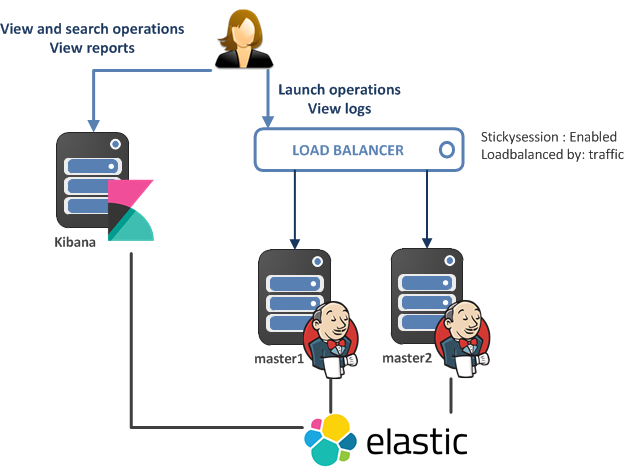 View and search operations
View reports
Launch operations
View logs
LOAD BALANCER
Stickysession : Enabled
Loadbalanced by: traffic
Kibana
master1
master2
elastic